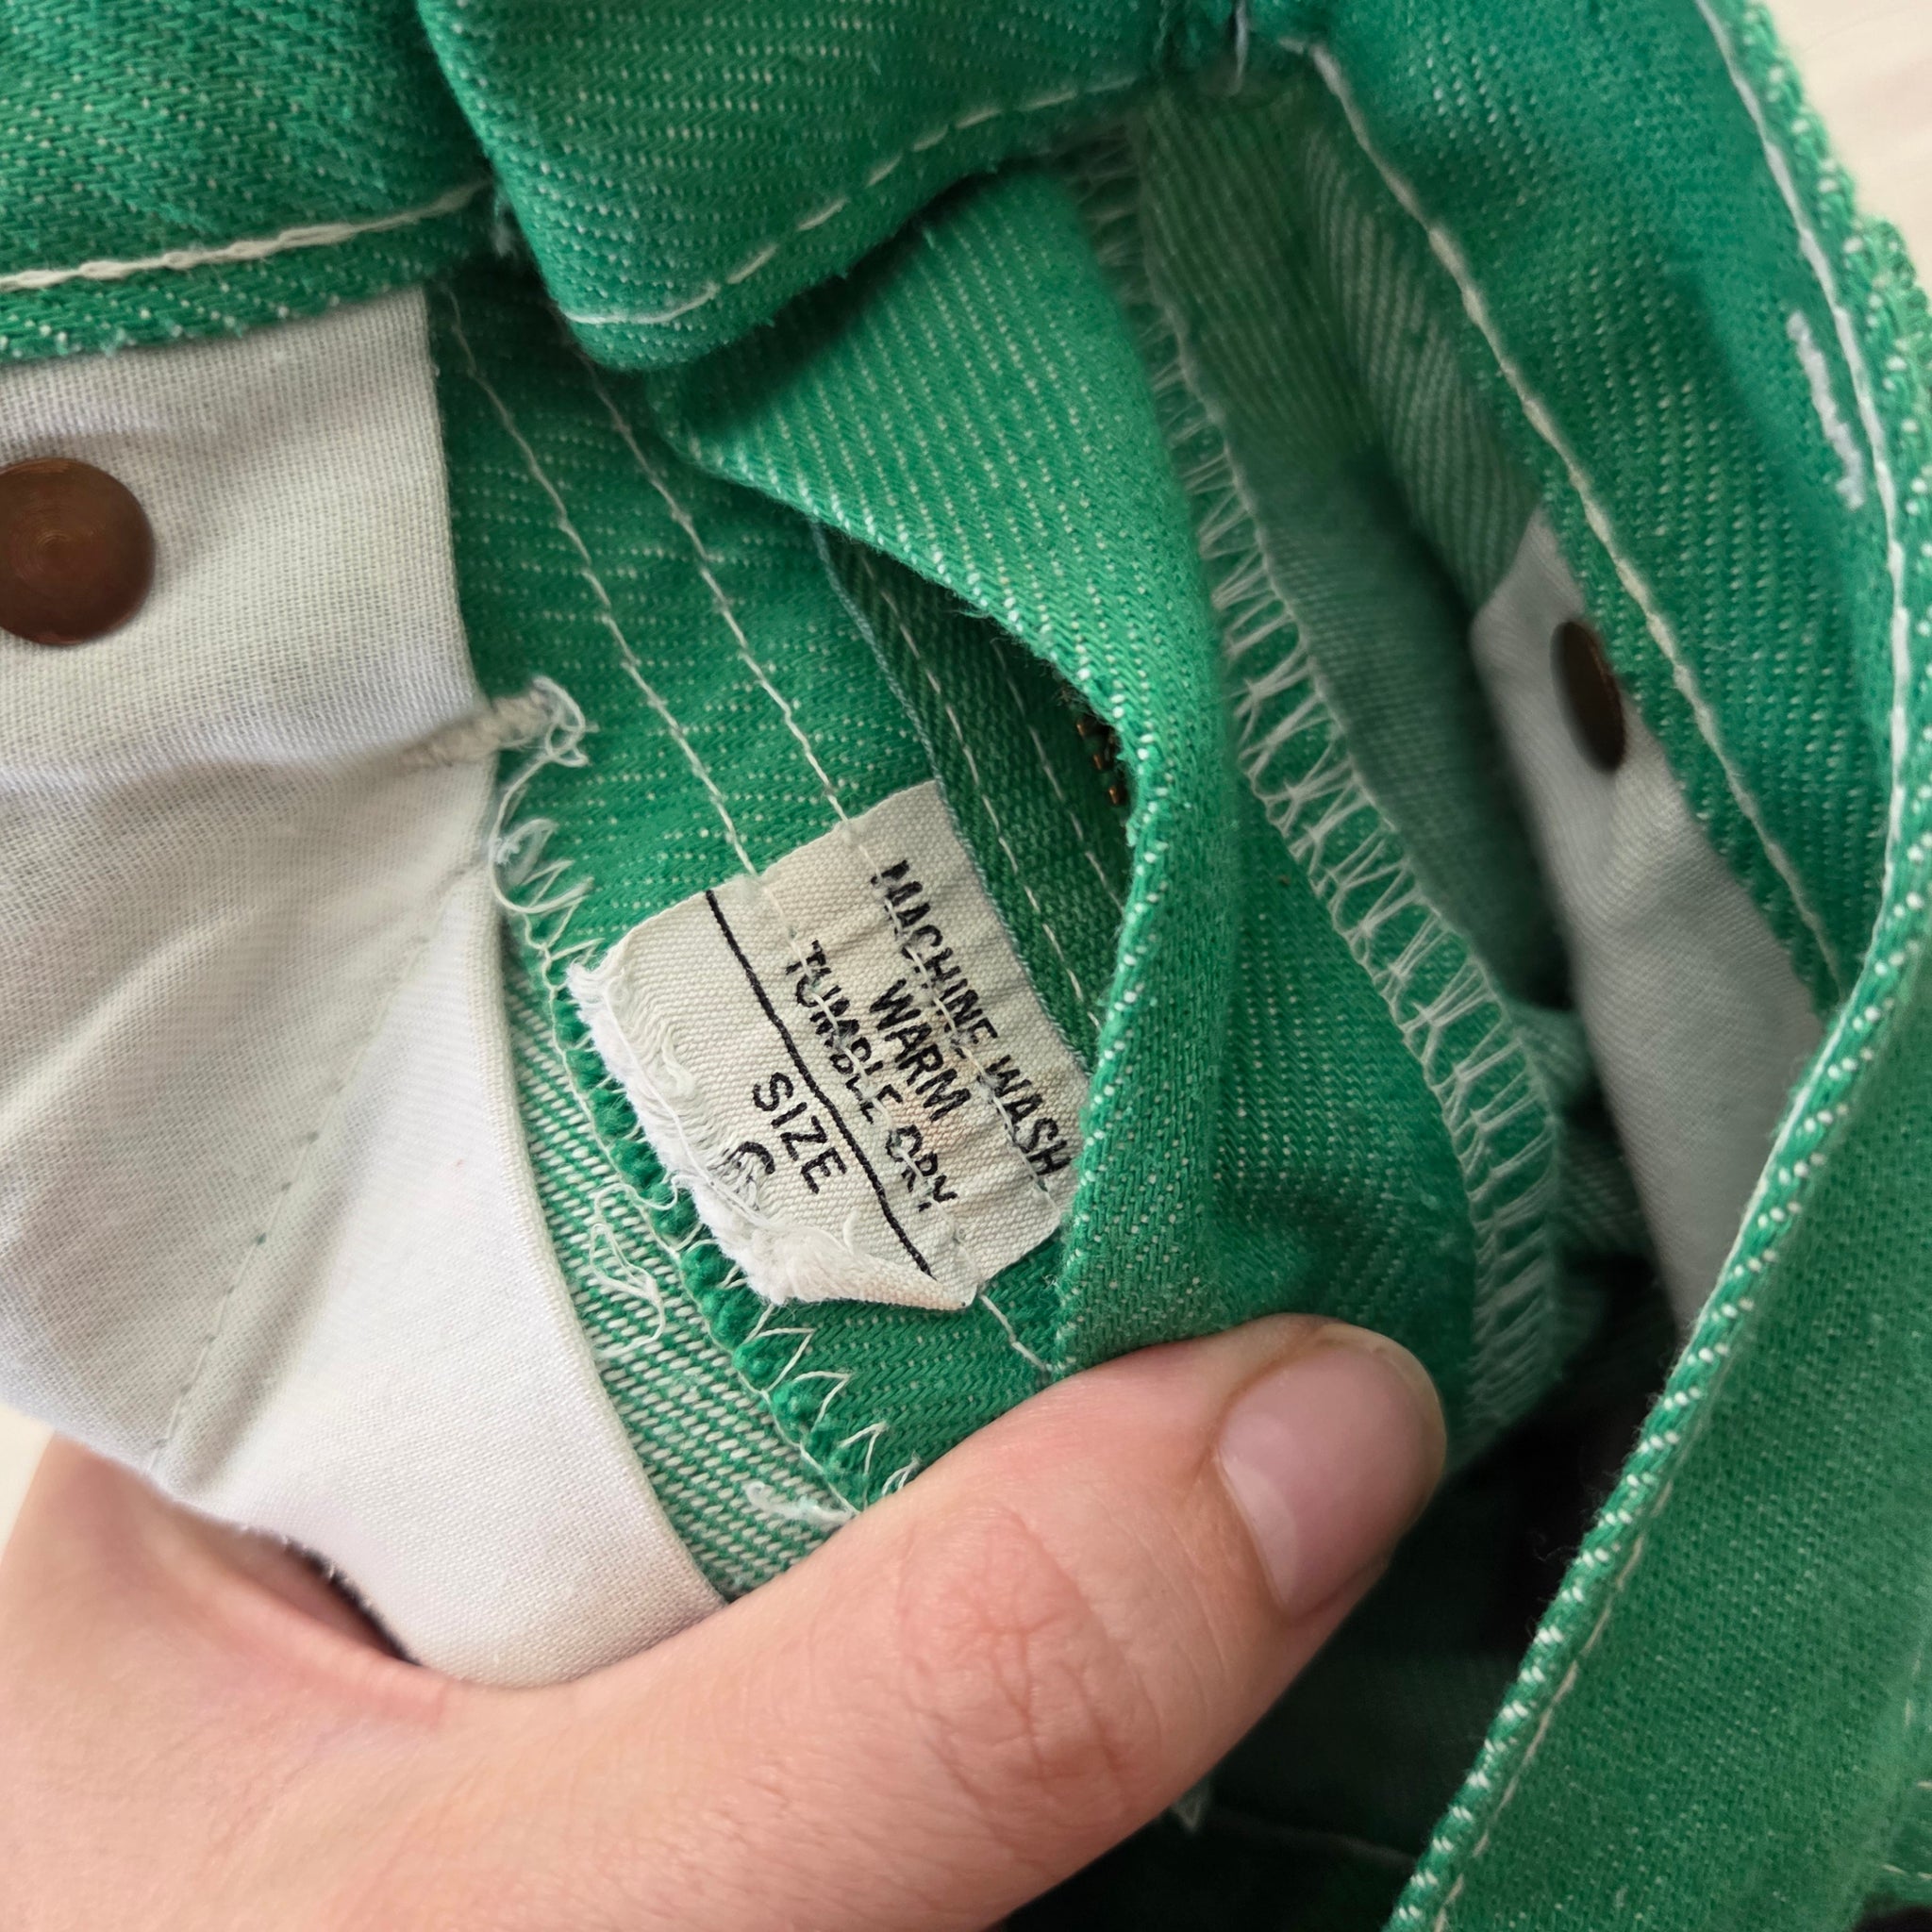 MACHINE WASH
WARM
TUMBLE DRY
SIZE